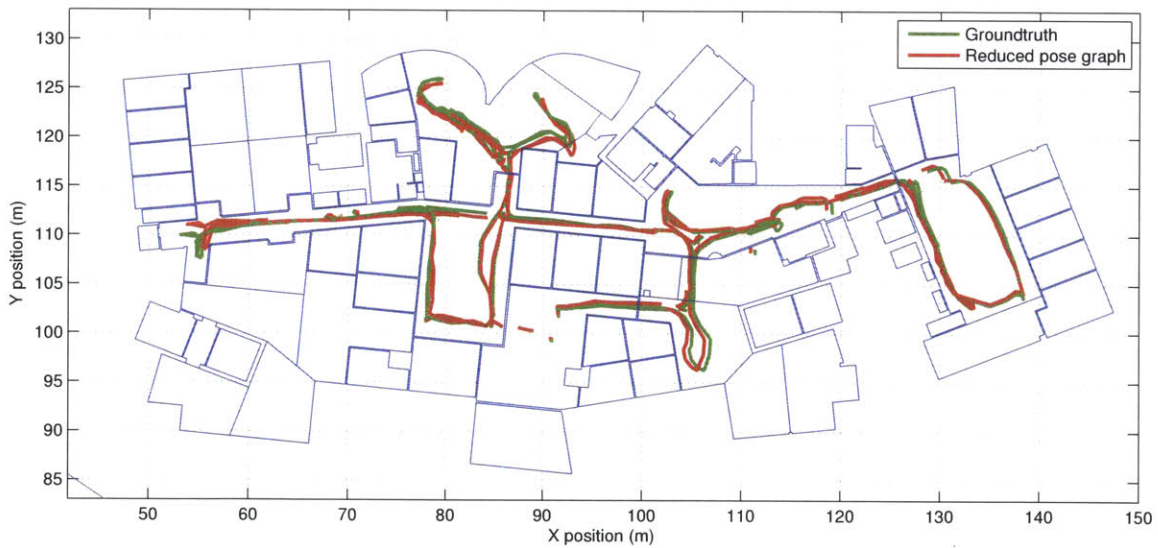 Groundtruth
Reduced pose graph
Y position (m)
130
125
120
115
110
105
100
95
90
85
50 60 70 80 90 100 110 120 130 140 150
X position (m)